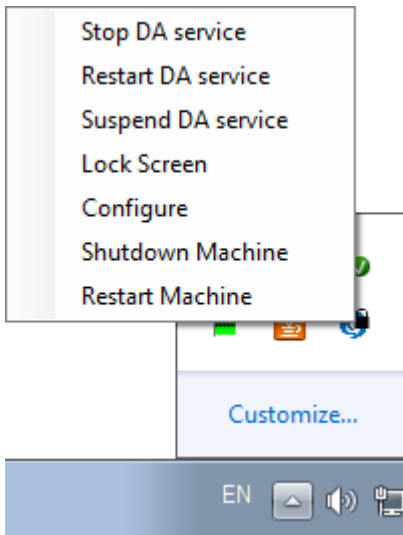 Stop DA service
Restart DA service
Suspend DA service
Lock Screen
Configure
Shutdown Machine
Restart Machine
Customize...
EN